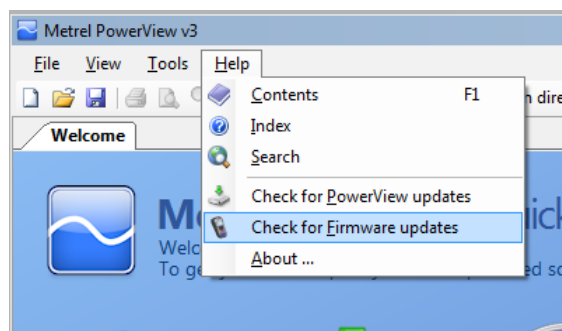 Metrel PowerView v3
File View Tools Help
Contents F1
Index
Search
Check for PowerView updates
Check for Firmware updates
About ...
Welcome